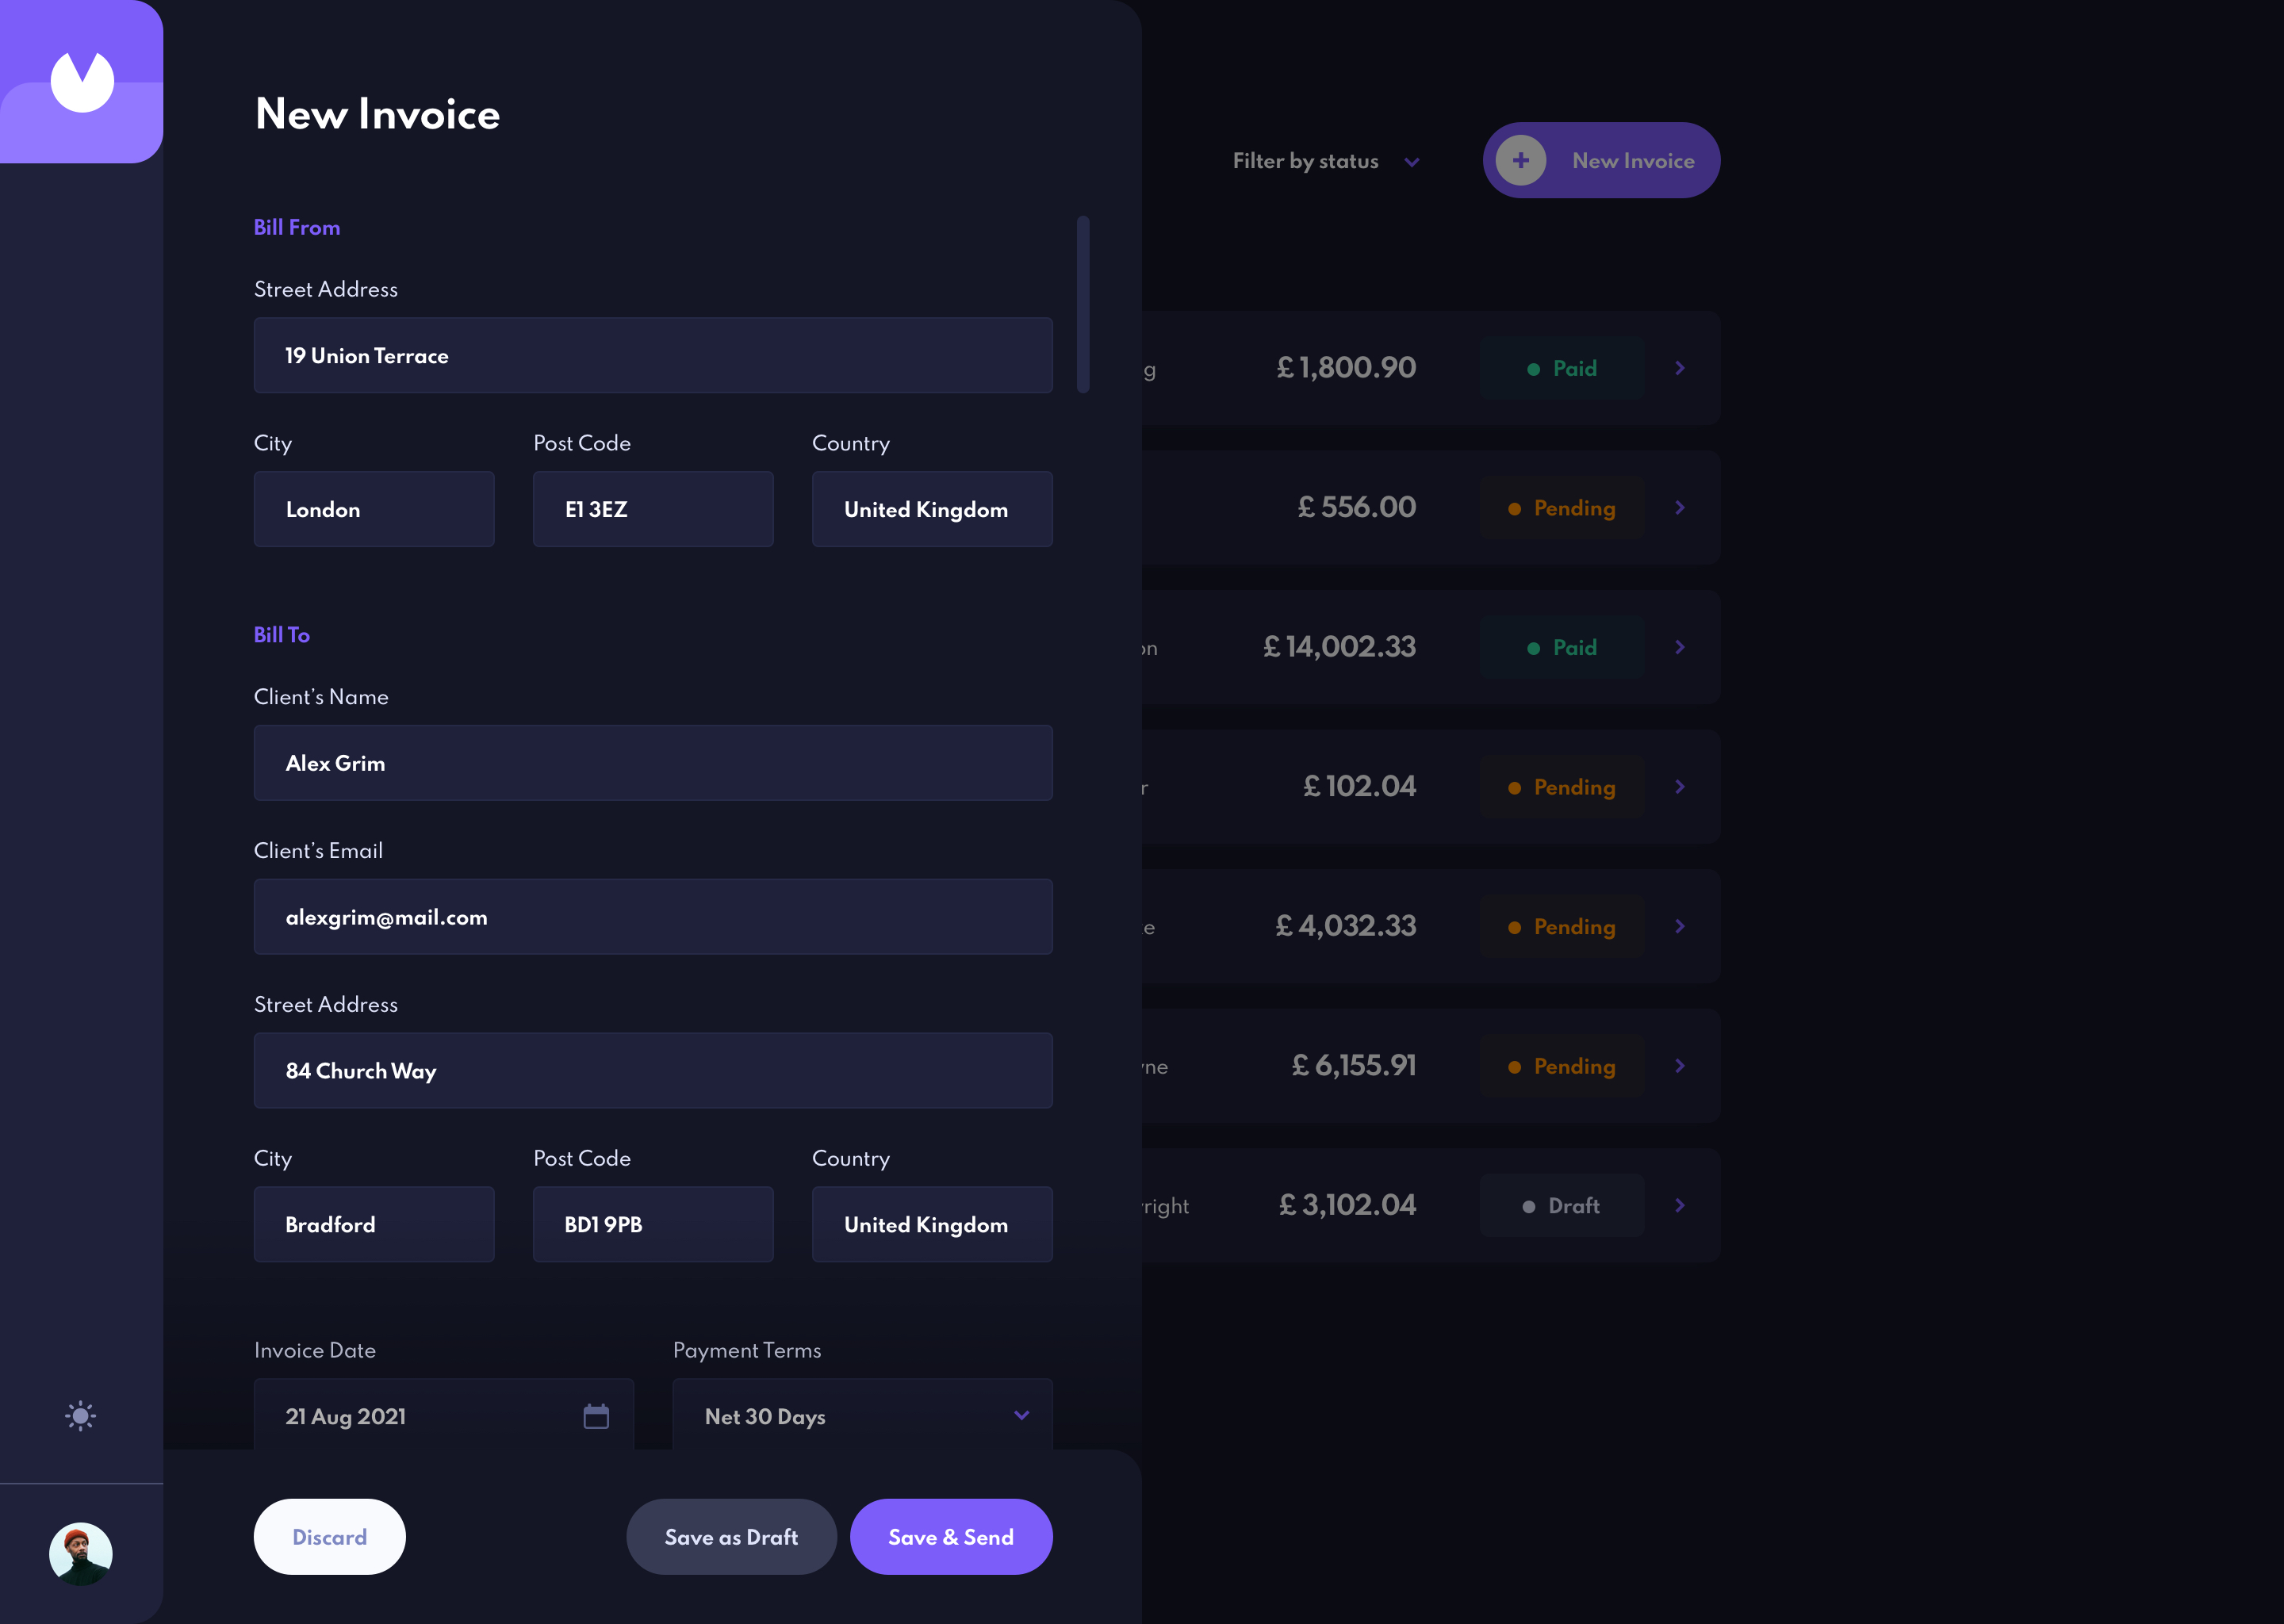 New Invoice
Bill From
Street Address
19 Union Terrace
City
Post Code
Country
London
E1 3EZ
United Kingdom
Bill To
Client’s Name
Alex Grim
Client’s Email
alexgrim@mail.com
Street Address
84 Church Way
City
Post Code
Country
Bradford
BD1 9PB
United Kingdom
Invoice Date
Payment Terms
21 Aug 2021
Net 30 Days
Discard
Save as Draft
Save & Send
Filter by status
+ New Invoice
g £ 1,800.90 Paid
£ 556.00 Pending
on £ 14,002.33 Paid
r £ 102.04 Pending
e £ 4,032.33 Pending
ne £ 6,155.91 Pending
right £ 3,102.04 Draft